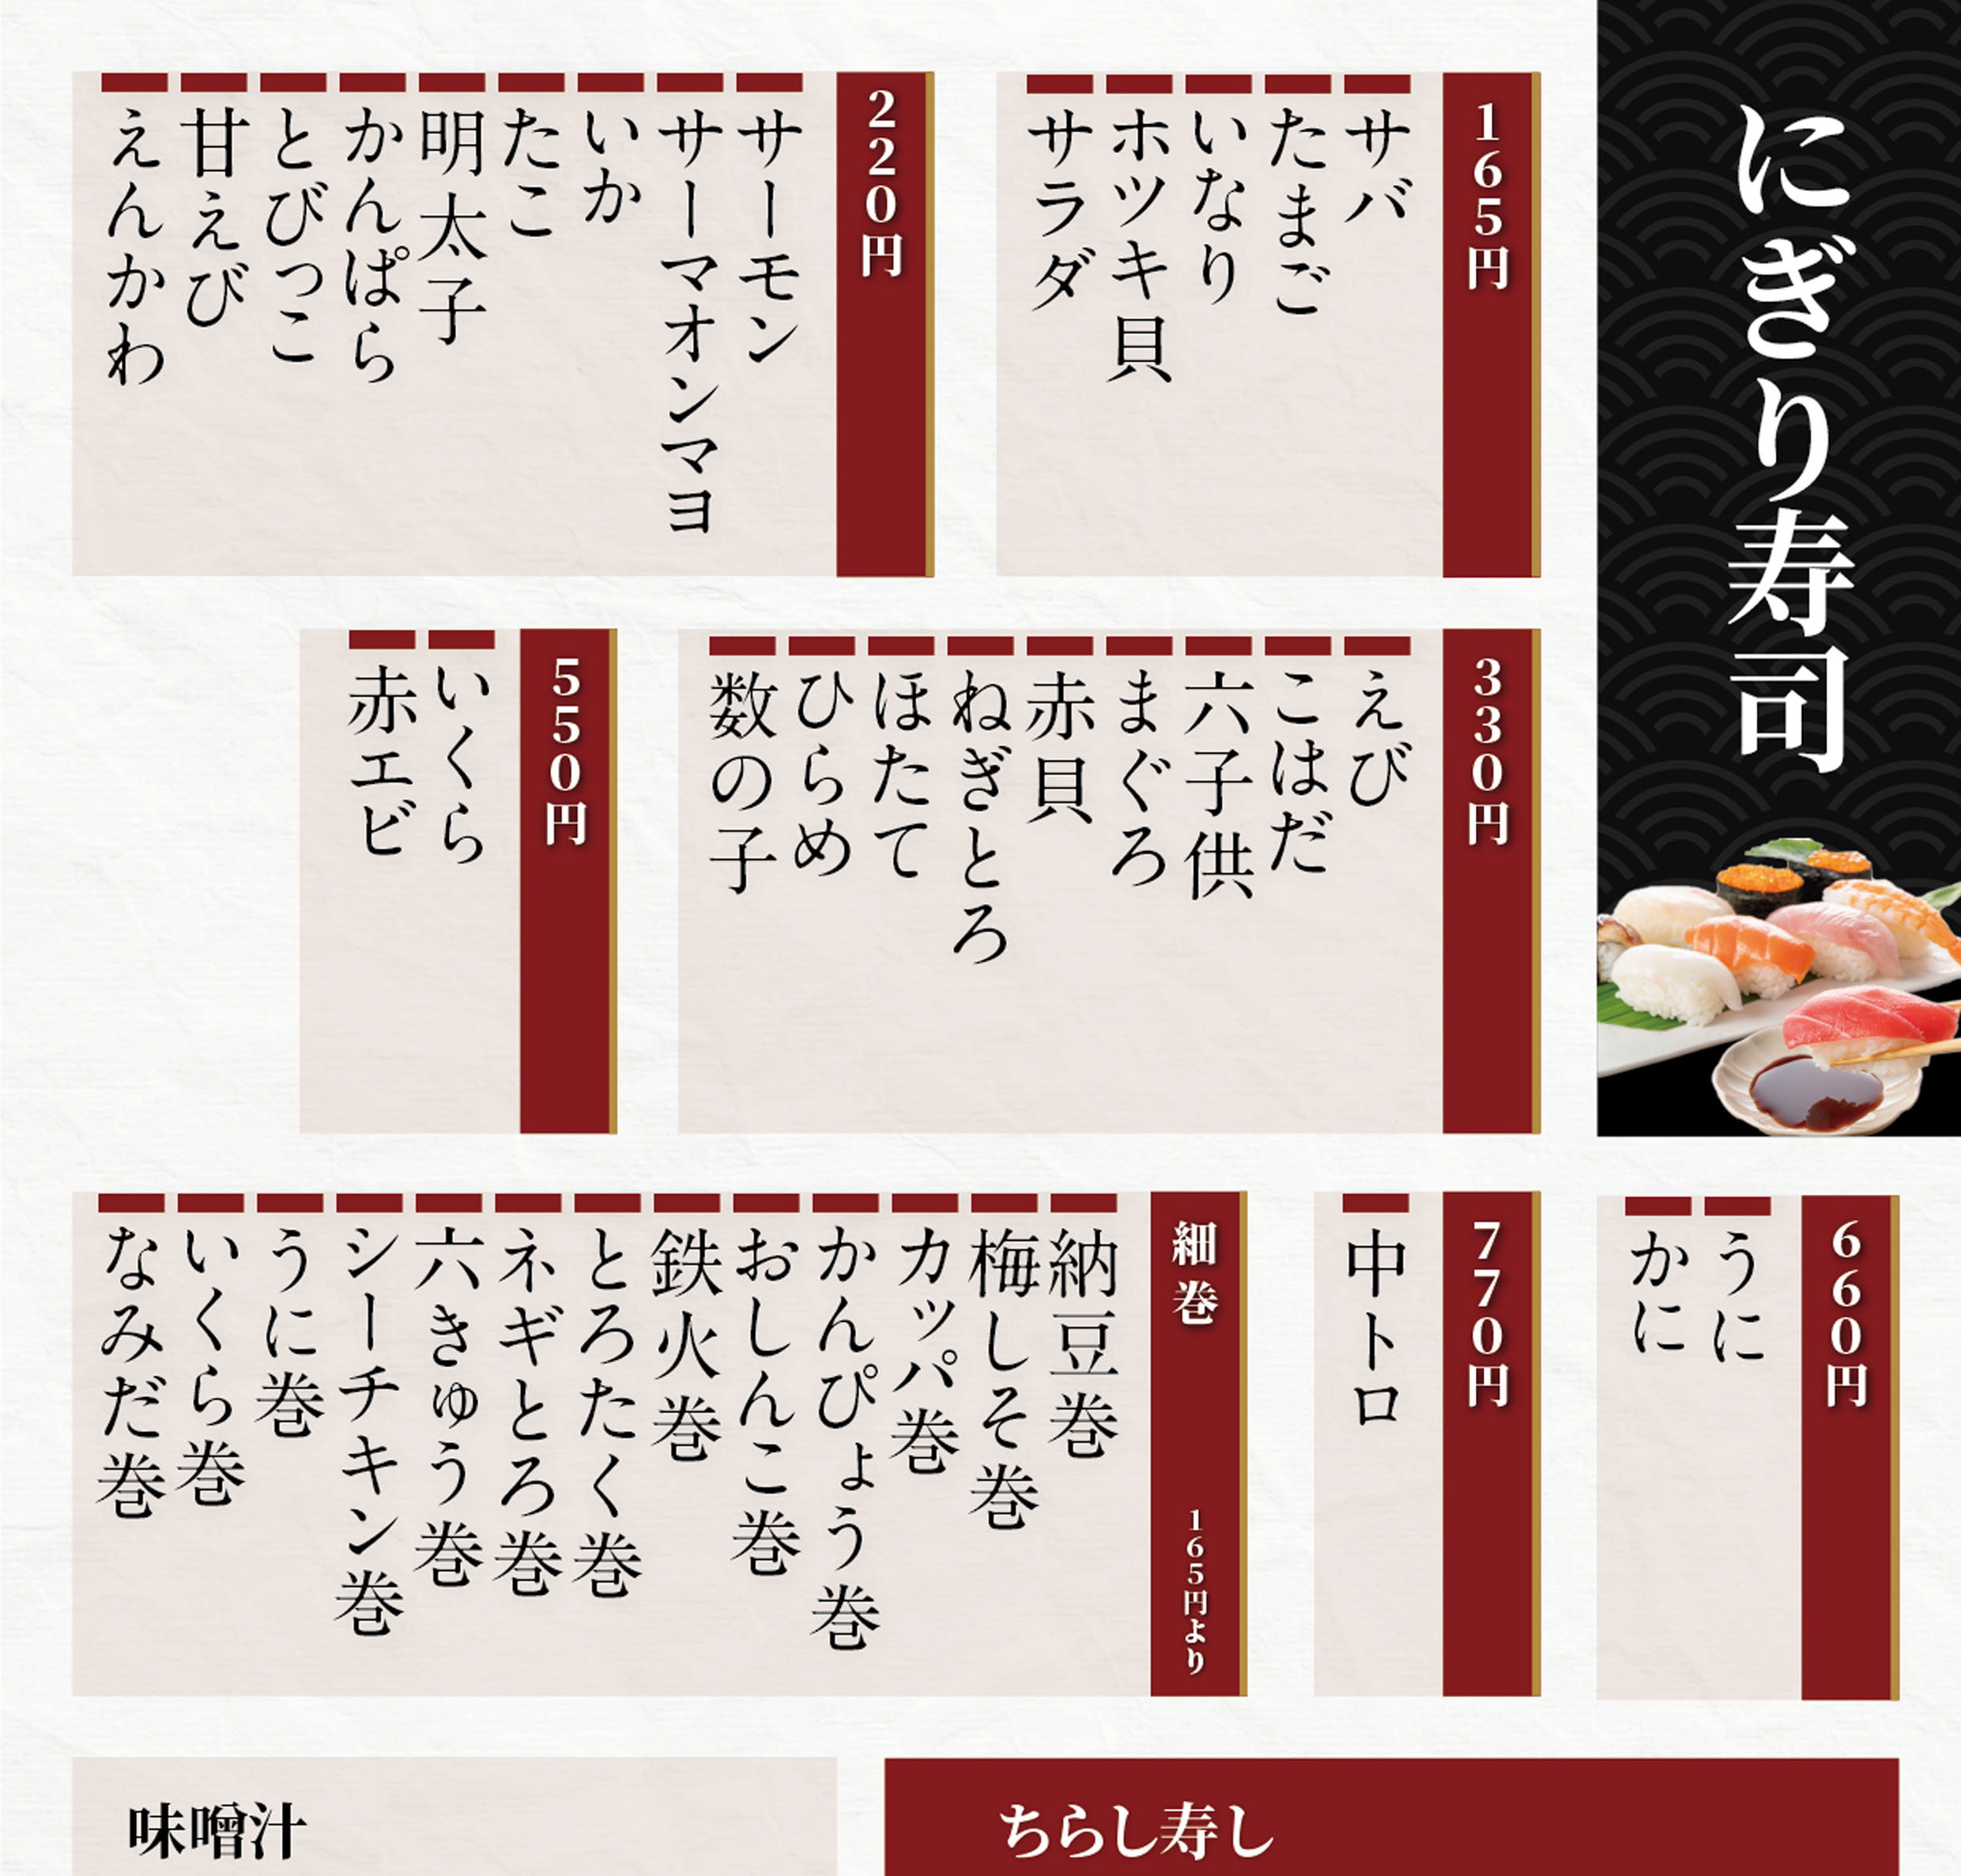 にぎり寿司
165円
サバ
たまご
いなり
ホツキ貝
サラダ
220円
サーモン
サーマオンマヨ
いか
たこ
明太子
かんぱら
とびっこ
甘えび
えんかわ
330円
えび
こはだ
六子供
まぐろ
赤貝
ねぎとろ
ほたて
ひらめ
数の子
550円
いくら
赤エビ
660円
うに
かに
770円
中トロ
細巻 165円より
納豆巻
梅しそ巻
カッパ巻
かんぴょう巻
おしんこ巻
鉄火巻
とろたく巻
ネギとろ巻
六きゅう巻
シーチキン巻
うに巻
いくら巻
なみだ巻
ちらし寿し
味噌汁